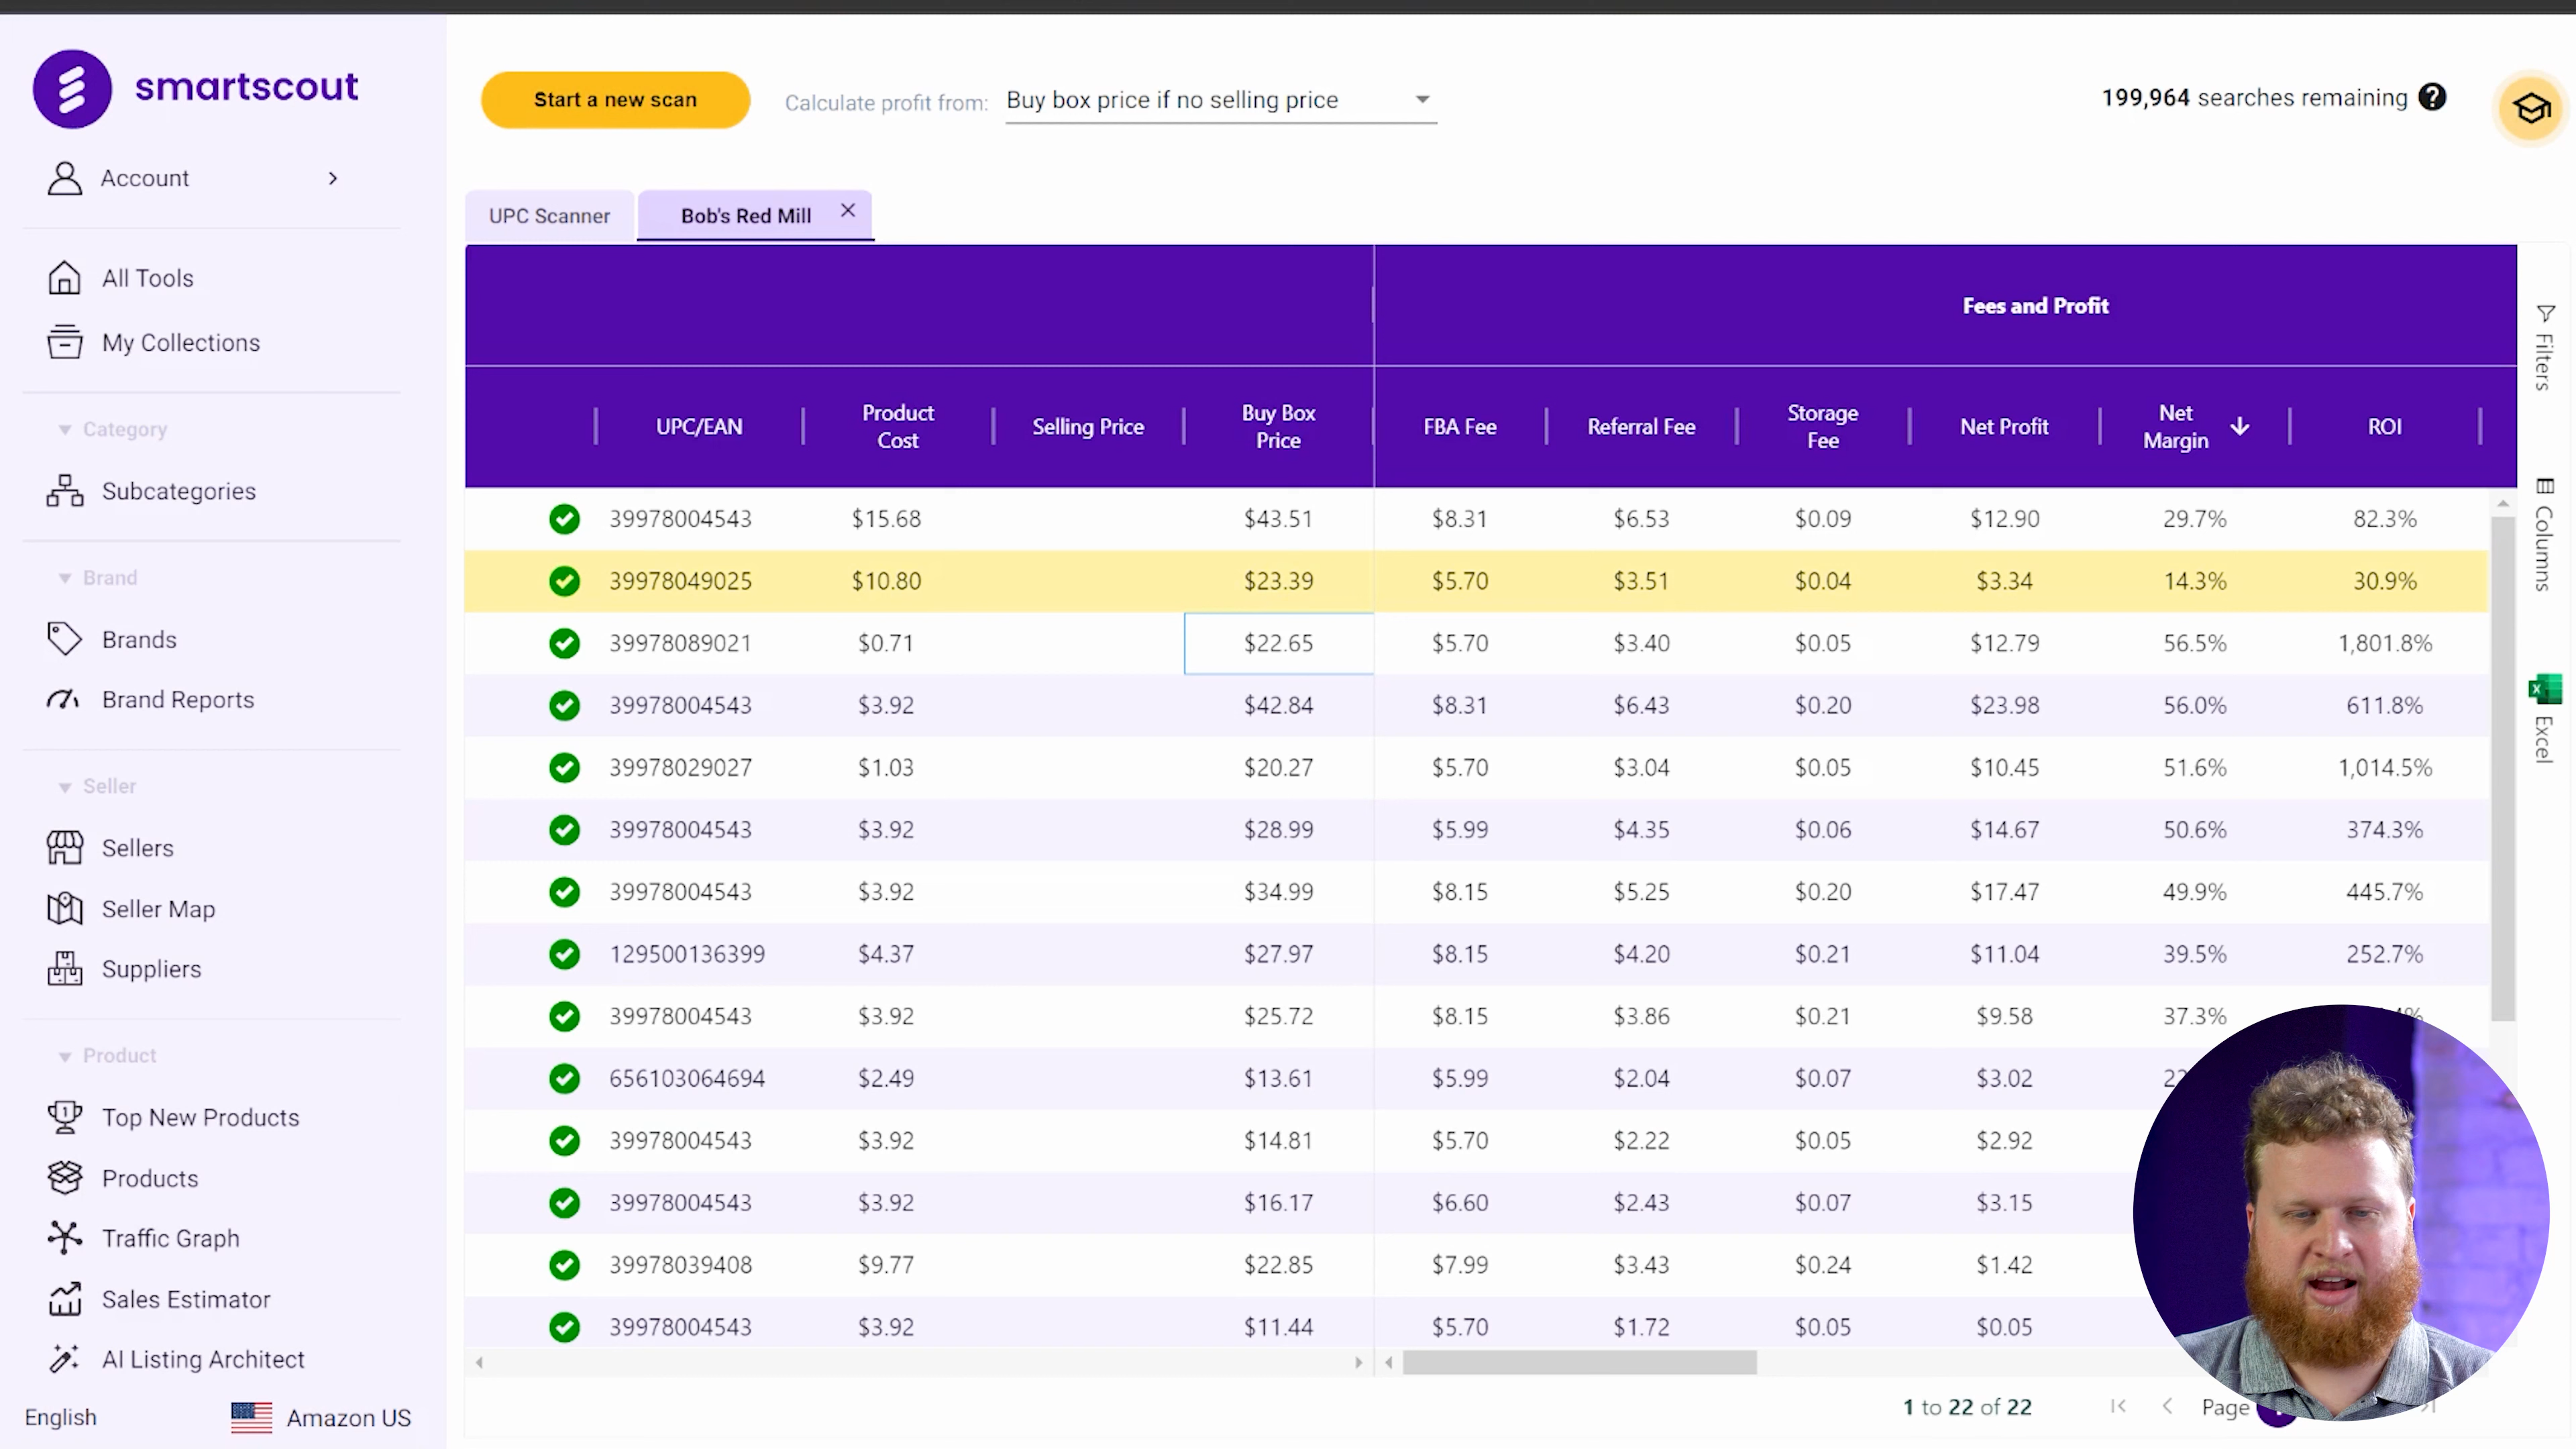 smartscout
Account
All Tools
My Collections
Category
Subcategories
Brand
Brands
Brand Reports
Seller
Sellers
Seller Map
Suppliers
Product
Top New Products
Products
Traffic Graph
Sales Estimator
AI Listing Architect
English
Amazon US
Start a new scan
Calculate profit from: Buy box price if no selling price
199,964 searches remaining ?
UPC Scanner
Bob's Red Mill
Fees and Profit
UPC/EAN Product Cost Selling Price Buy Box Price FBA Fee Referral Fee Storage Fee Net Profit Net Margin ROI
39978004543 $15.68 $43.51 $8.31 $6.53 $0.09 $12.90 29.7% 82.3%
39978049025 $10.80 $23.39 $5.70 $3.51 $0.04 $3.34 14.3% 30.9%
39978089021 $0.71 $22.65 $5.70 $3.40 $0.05 $12.79 56.5% 1,801.8%
39978004543 $3.92 $42.84 $8.31 $6.43 $0.20 $23.98 56.0% 611.8%
39978029027 $1.03 $20.27 $5.70 $3.04 $0.05 $10.45 51.6% 1,014.5%
39978004543 $3.92 $28.99 $5.99 $4.35 $0.06 $14.67 50.6% 374.3%
39978004543 $3.92 $34.99 $8.15 $5.25 $0.20 $17.47 49.9% 445.7%
129500136399 $4.37 $27.97 $8.15 $4.20 $0.21 $11.04 39.5% 252.7%
39978004543 $3.92 $25.72 $8.15 $3.86 $0.21 $9.58 37.3%
656103064694 $2.49 $13.61 $5.99 $2.04 $0.07 $3.02
39978004543 $3.92 $14.81 $5.70 $2.22 $0.05 $2.92
39978004543 $3.92 $16.17 $6.60 $2.43 $0.07 $3.15
39978039408 $9.77 $22.85 $7.99 $3.43 $0.24 $1.42
39978004543 $3.92 $11.44 $5.70 $1.72 $0.05 $0.05
1 to 22 of 22
Page
Filters
Columns
Excel